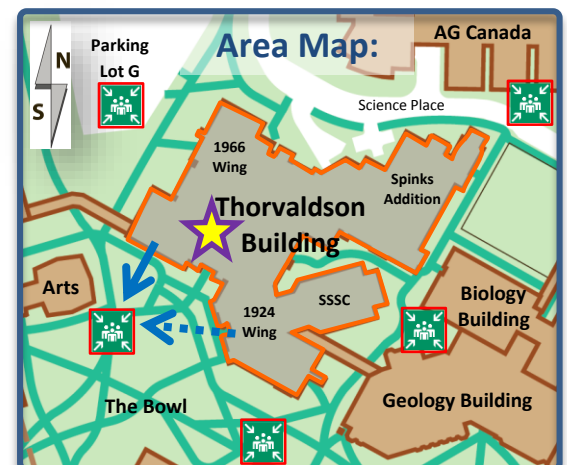 Area Map:
AG Canada
N
S
Parking
Lot G
Science Place
1966
Wing
Spinks
Addition
Thorvaldson
Building
Arts
SSSC
1924
Wing
Biology
Building
The Bowl
Geology Building